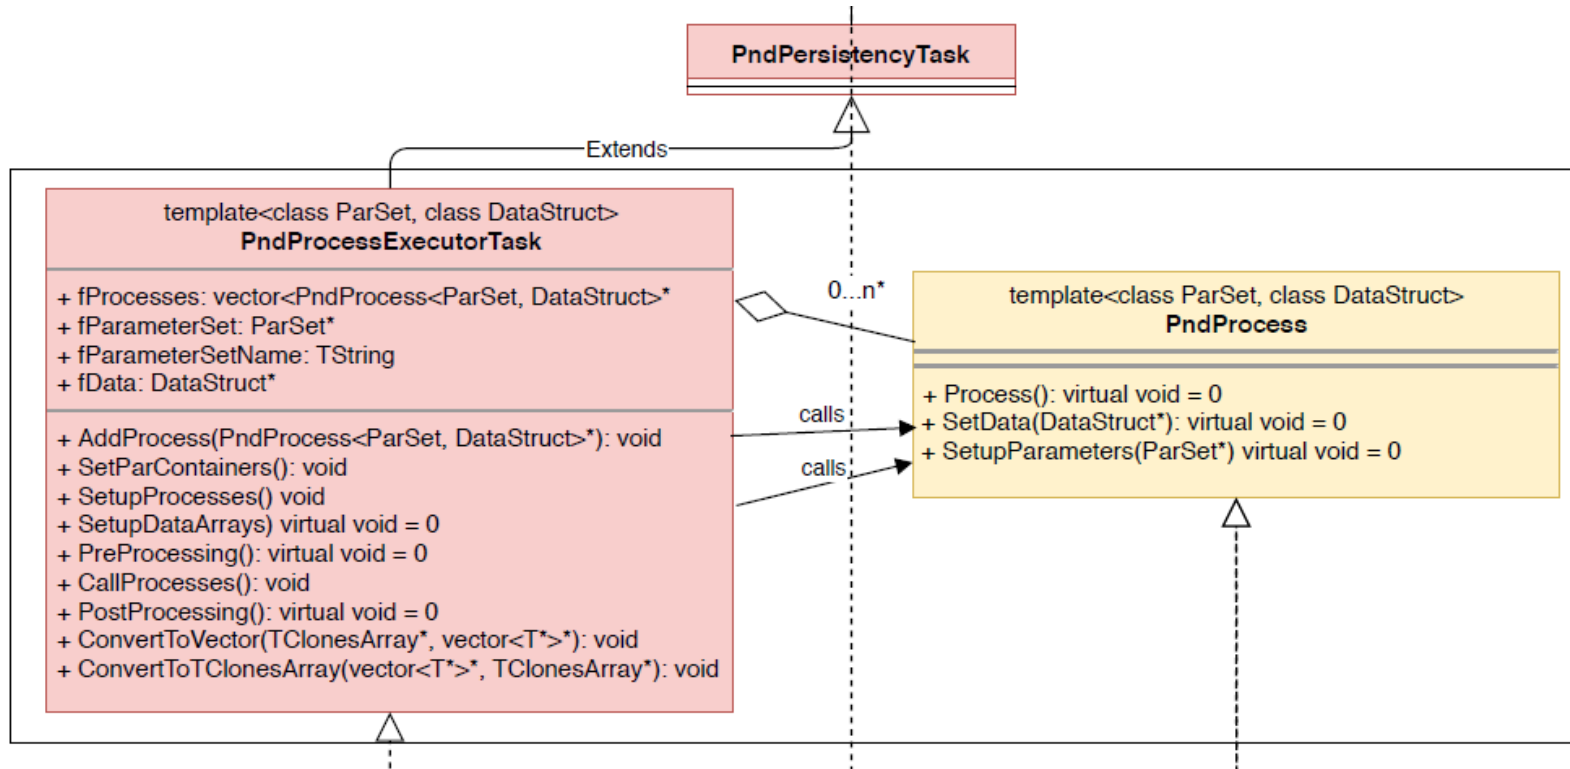 PndPersistencyTask
Extends
template<class ParSet, class DataStruct>
PndProcessExecutorTask
+ fProcesses: vector<PndProcess<ParSet, DataStruct>*
+ fParameterSet: ParSet*
+ fParameterSetName: TString
+ fData: DataStruct*
+ AddProcess(PndProcess<ParSet, DataStruct>*): void
+ SetParContainers(): void
+ SetupProcesses() void
+ SetupDataArrays) virtual void = 0
+ PreProcessing(): virtual void = 0
+ CallProcesses(): void
+ PostProcessing(): virtual void = 0
+ ConvertToVector(TClonesArray*, vector<T*>*): void
+ ConvertToTClonesArray(vector<T*>*, TClonesArray*): void
0...n*
calls
calls
template<class ParSet, class DataStruct>
PndProcess
+ Process(): virtual void = 0
+ SetData(DataStruct*): virtual void = 0
+ SetupParameters(ParSet*) virtual void = 0